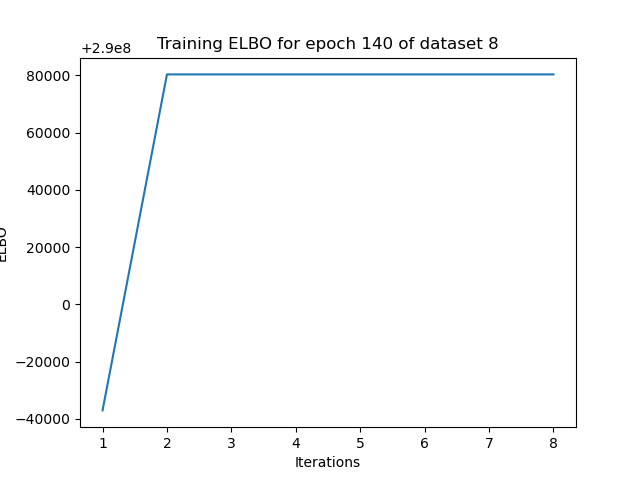 +2.9e8
Training ELBO for epoch 140 of dataset 8
80000
60000
40000
20000
0
−20000
−40000
ELBO
1 2 3 4 5 6 7 8
Iterations